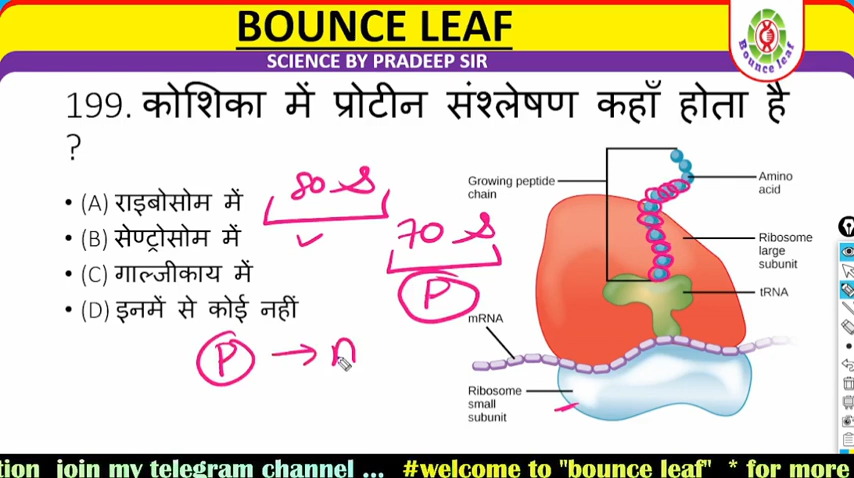 BOUNCE LEAF
SCIENCE BY PRADEEP SIR
Bounce leaf
199. कोशिका में प्रोटीन संश्लेषण कहाँ होता है
?
• (A) राइबोसोम में
• (B) सेण्ट्रोसोम में
• (C) गाल्जीकाय में
• (D) इनमें से कोई नहीं
80 S
70 S
P
P → n
Growing peptide
chain
Amino
acid
Ribosome
large
subunit
tRNA
mRNA
Ribosome
small
subunit
tion join my telegram channel ... #welcome to "bounce leaf" * for more